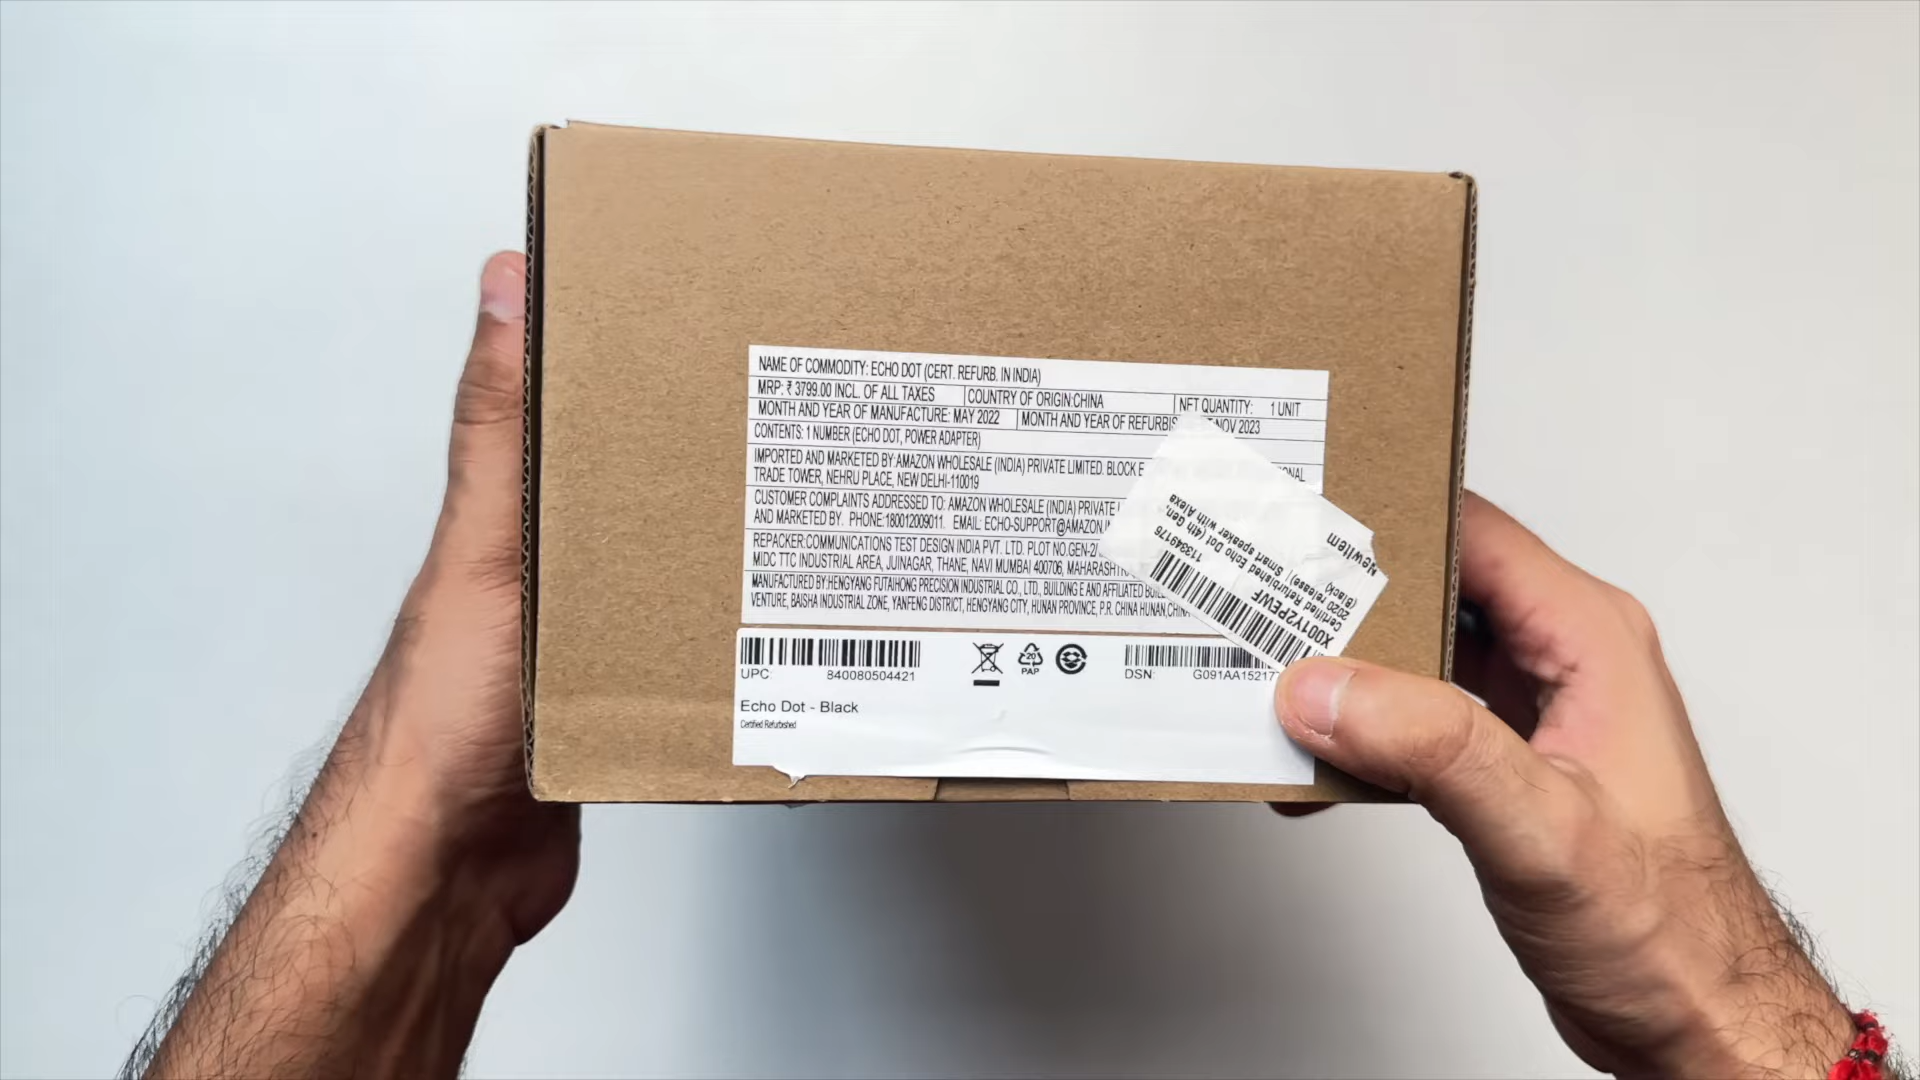 NAME OF COMMODITY: ECHO DOT (CERT. REFURB. IN INDIA)
MRP: ₹ 3799.00 INCL. OF ALL TAXES COUNTRY OF ORIGIN:CHINA NET QUANTITY: 1 UNIT
MONTH AND YEAR OF MANUFACTURE: MAY 2022 MONTH AND YEAR OF NOV 2023
CONTENTS: 1 NUMBER (ECHO DOT, POWER ADAPTER)
IMPORTED AND MARKETED BY:AMAZON WHOLESALE (INDIA) PRIVATE LIMITED. BLOCK E
TRADE TOWER, NEHRU PLACE, NEW DELHI-110019
CUSTOMER COMPLAINTS ADDRESSED TO: AMAZON WHOLESALE (INDIA) PRIVATE
AND MARKETED BY. PHONE:180012009011. EMAIL: ECHO-SUPPORT@AMAZON.IN
REPACKER:COMMUNICATIONS TEST DESIGN INDIA PVT. LTD. PLOT NO.GEN-2/
MIDC TTC INDUSTRIAL AREA, JUINAGAR, THANE, NAVI MUMBAI 400706, MAHARASHTRA
MANUFACTURED BY:HENGYANG FUTAIHONG PRECISION INDUSTRIAL CO., LTD., BUILDING E AND AFFILIATED
VENTURE, BAISHA INDUSTRIAL ZONE, YANFENG DISTRICT, HENGYANG CITY, HUNAN PROVINCE, P.R. CHINA HUNAN,CHINA
113349176
X001Y2PEWF
Certified Refurbished Echo Dot (4th Gen,
2020 release)| Smart speaker with Alexa
(Black)
NewItem
UPC: 840080504421
20
PAP
DSN: G091AA15217
Echo Dot - Black
Certified Refurbished